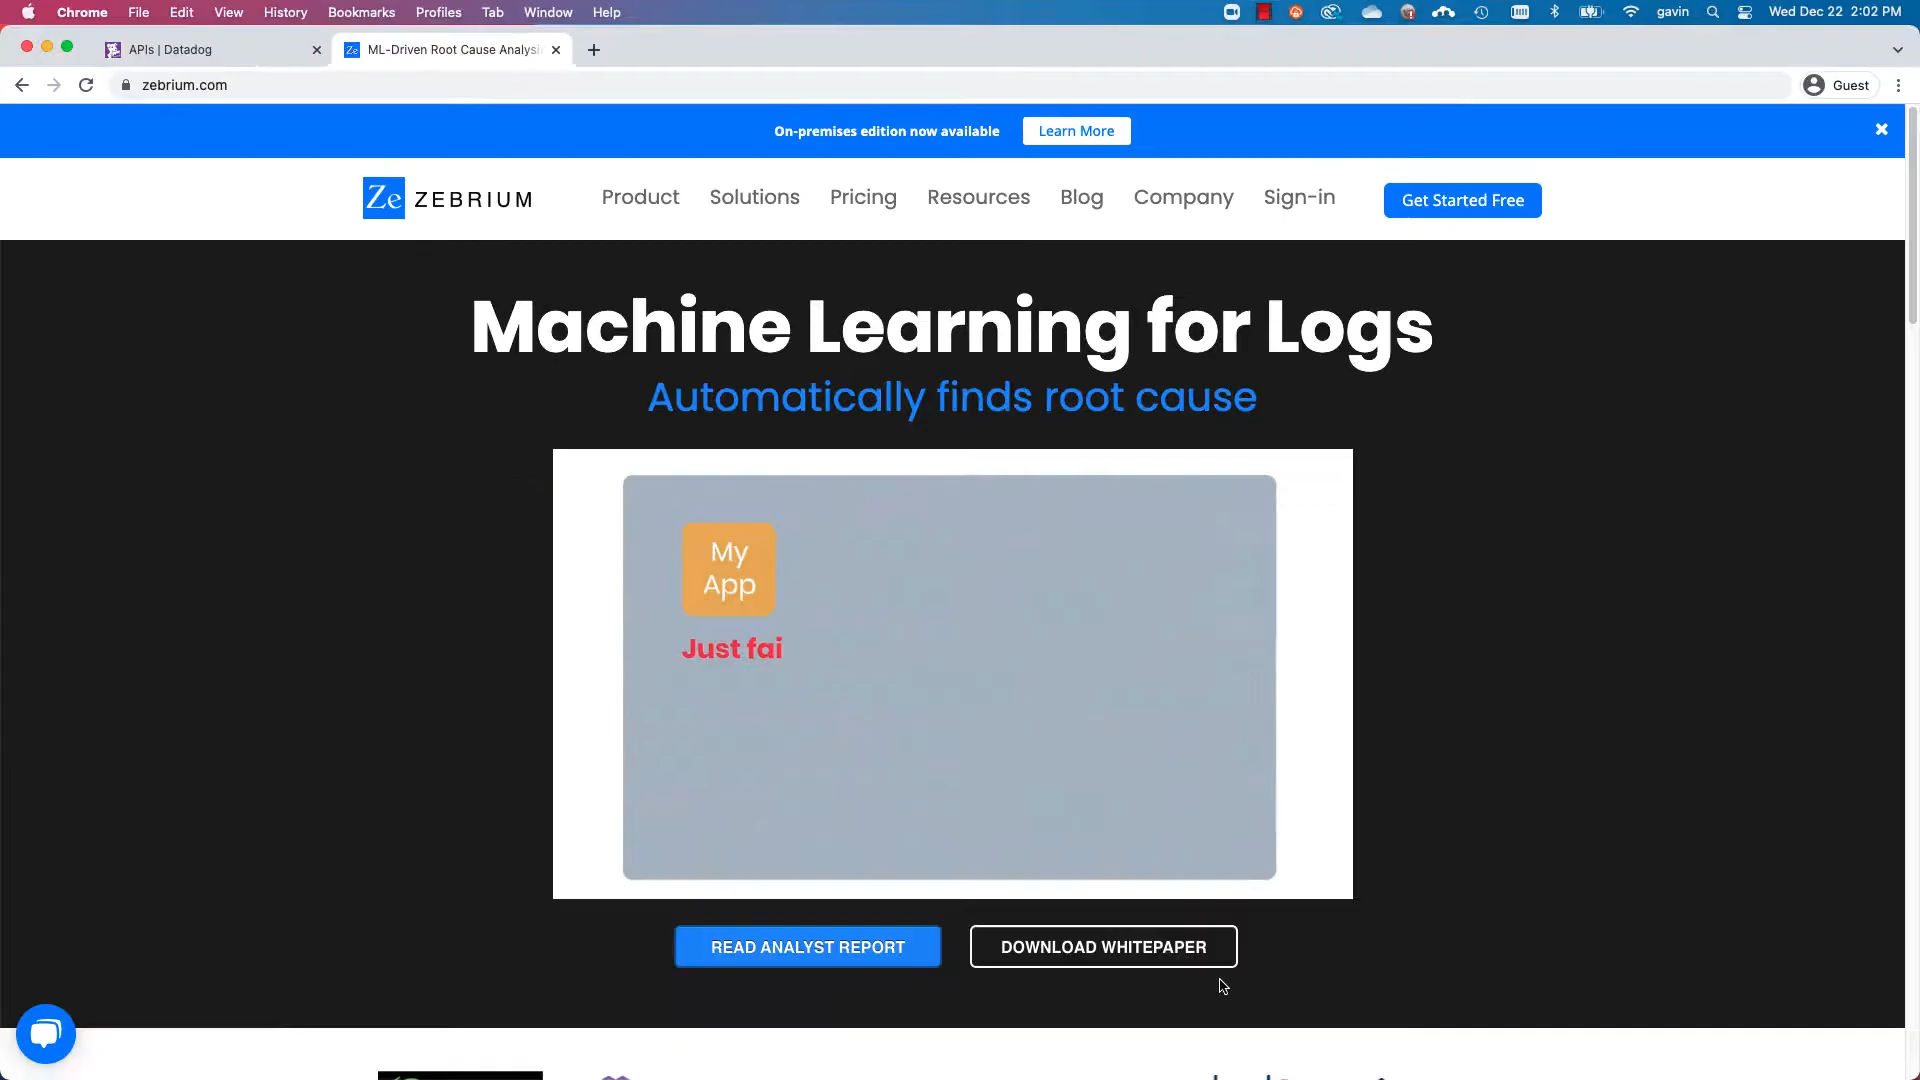 Chrome File Edit View History Bookmarks Profiles Tab Window Help gavin Wed Dec 22 2:02 PM
APIs | Datadog Ze ML-Driven Root Cause Analysi
zebrium.com Guest
On-premises edition now available Learn More
Ze ZEBRIUM Product Solutions Pricing Resources Blog Company Sign-in Get Started Free
Machine Learning for Logs
Automatically finds root cause
My
App
Just fai
READ ANALYST REPORT DOWNLOAD WHITEPAPER